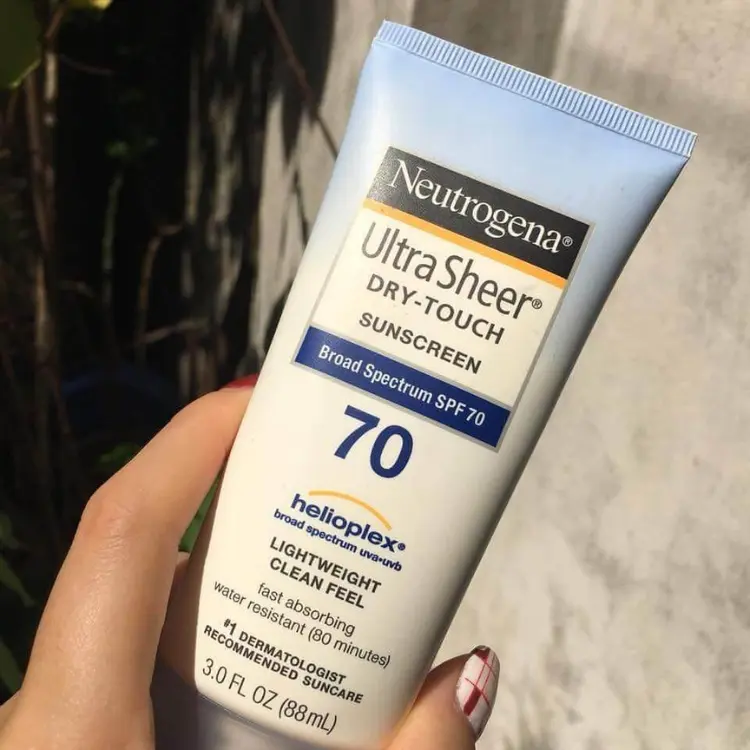 Neutrogena®
Ultra Sheer®
DRY-TOUCH
SUNSCREEN
Broad Spectrum SPF 70
70
helioplex®
broad spectrum uva•uvb
LIGHTWEIGHT
CLEAN FEEL
fast absorbing
water resistant (80 minutes)
#1 DERMATOLOGIST
RECOMMENDED SUNCARE
3.0 FL OZ (88mL)